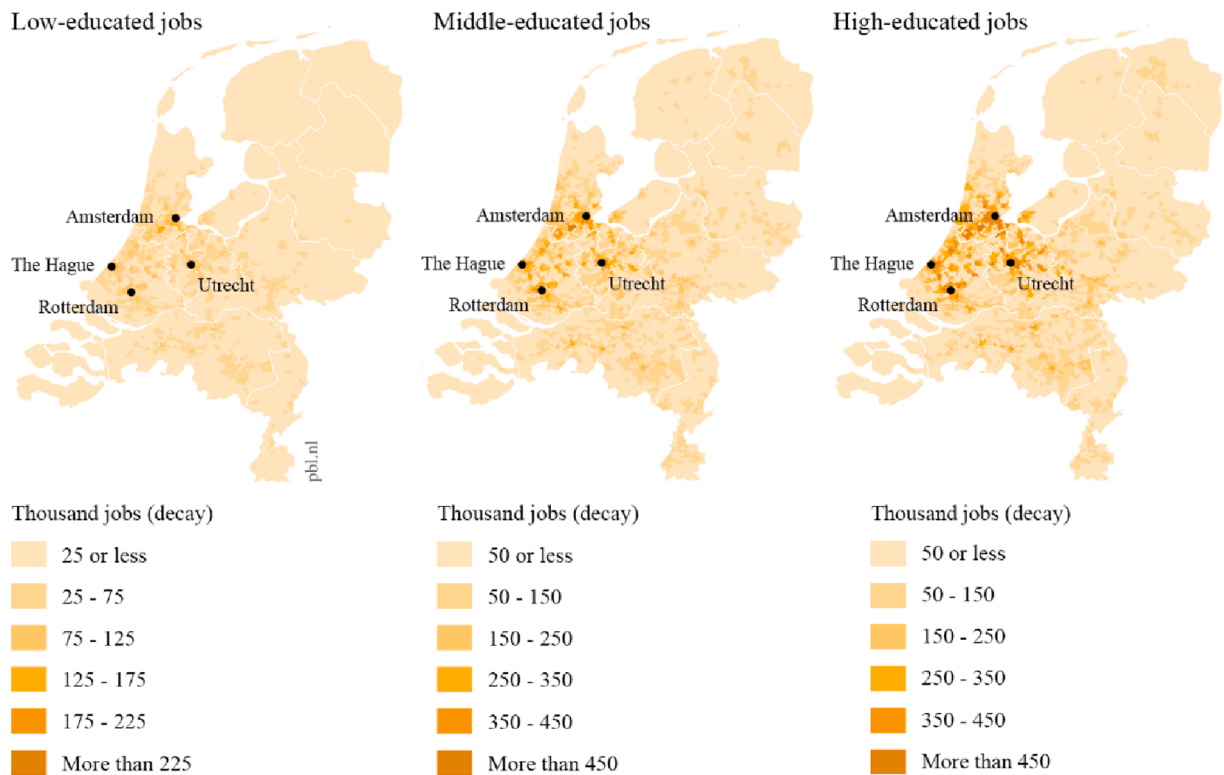 Low-educated jobs
Amsterdam
The Hague
Utrecht
Rotterdam
pbl.nl
Thousand jobs (decay)
25 or less
25 - 75
75 - 125
125 - 175
175 - 225
More than 225
Middle-educated jobs
Amsterdam
The Hague
Utrecht
Rotterdam
Thousand jobs (decay)
50 or less
50 - 150
150 - 250
250 - 350
350 - 450
More than 450
High-educated jobs
Amsterdam
The Hague
Utrecht
Rotterdam
Thousand jobs (decay)
50 or less
50 - 150
150 - 250
250 - 350
350 - 450
More than 450